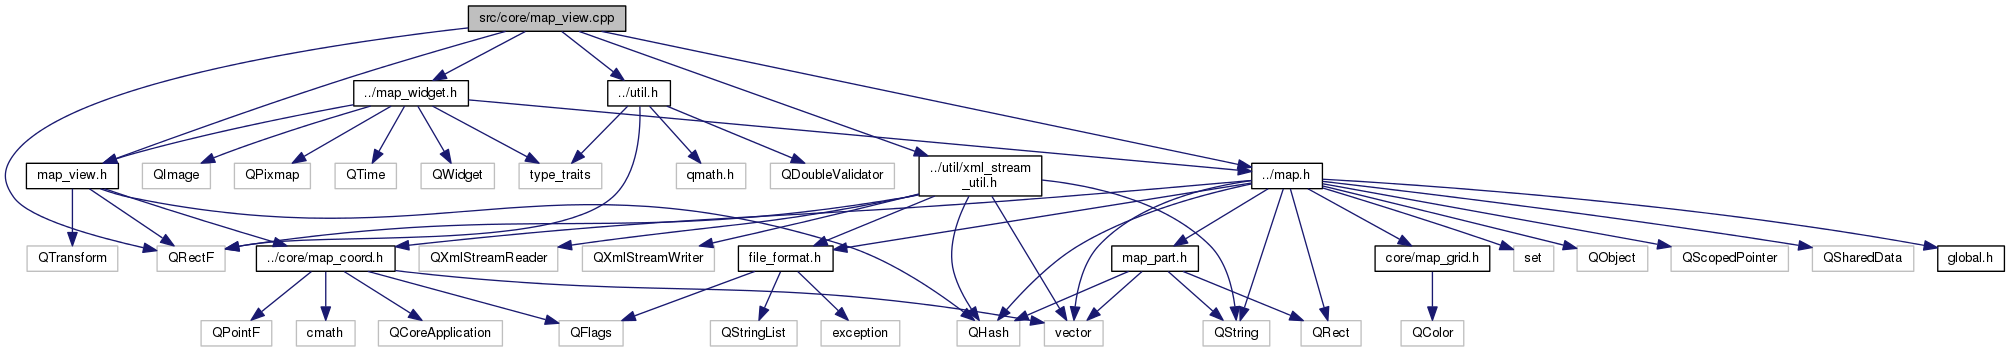 src/core/map_view.cpp
../map_widget.h
../util.h
map_view.h
QImage
QPixmap
QTime
QWidget
type_traits
qmath.h
QDoubleValidator
../util/xml_stream
_util.h
../map.h
QTransform
QRectF
../core/map_coord.h
QXmlStreamReader
QXmlStreamWriter
file_format.h
map_part.h
core/map_grid.h
set
QObject
QScopedPointer
QSharedData
global.h
QPointF
cmath
QCoreApplication
QFlags
QStringList
exception
QHash
vector
QString
QRect
QColor